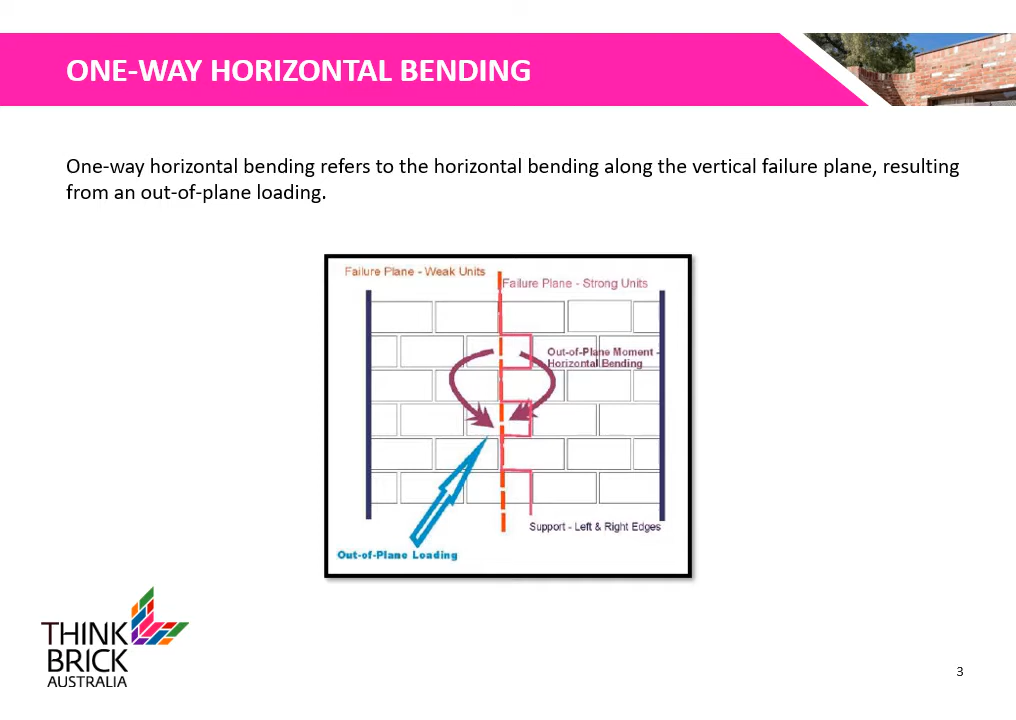 ONE-WAY HORIZONTAL BENDING
One-way horizontal bending refers to the horizontal bending along the vertical failure plane, resulting
from an out-of-plane loading.
Failure Plane - Weak Units
Failure Plane - Strong Units
Out-of-Plane Moment -
Horizontal Bending
Support - Left & Right Edges
Out-of-Plane Loading
THINK
BRICK
AUSTRALIA
3